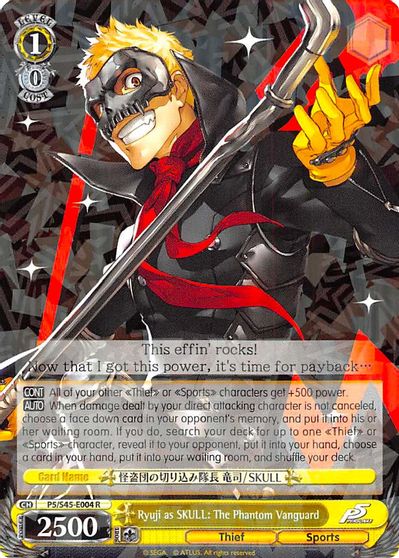 LEVEL
1
0
COST
This effin' rocks!
Now that I got this power, it's time for payback…
CONT All of your other «Thief» or «Sports» characters get +500 power.
AUTO When damage dealt by your direct attacking character is not canceled,
choose a face down card in your opponent's memory, and put it into his or
her waiting room. If you do, search your deck for up to one «Thief» or
«Sports» character, reveal it to your opponent, put it into your hand, choose
a card in your hand, put it into your waiting room, and shuffle your deck.
Card Name
怪盗団の切り込み隊長 竜司/SKULL
CH P5/S45-E004 R
2500
Ryuji as SKULL: The Phantom Vanguard
P5
Thief
Sports
© SEGA. © ATLUS. All rights reserved.